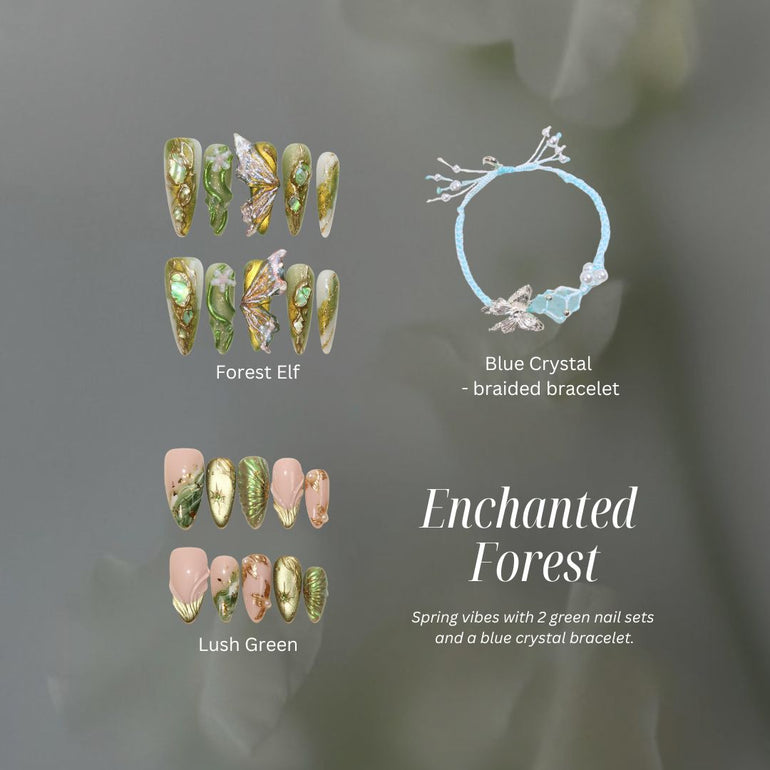 Forest Elf
Blue Crystal
- braided bracelet
Lush Green
Enchanted
Forest
Spring vibes with 2 green nail sets
and a blue crystal bracelet.